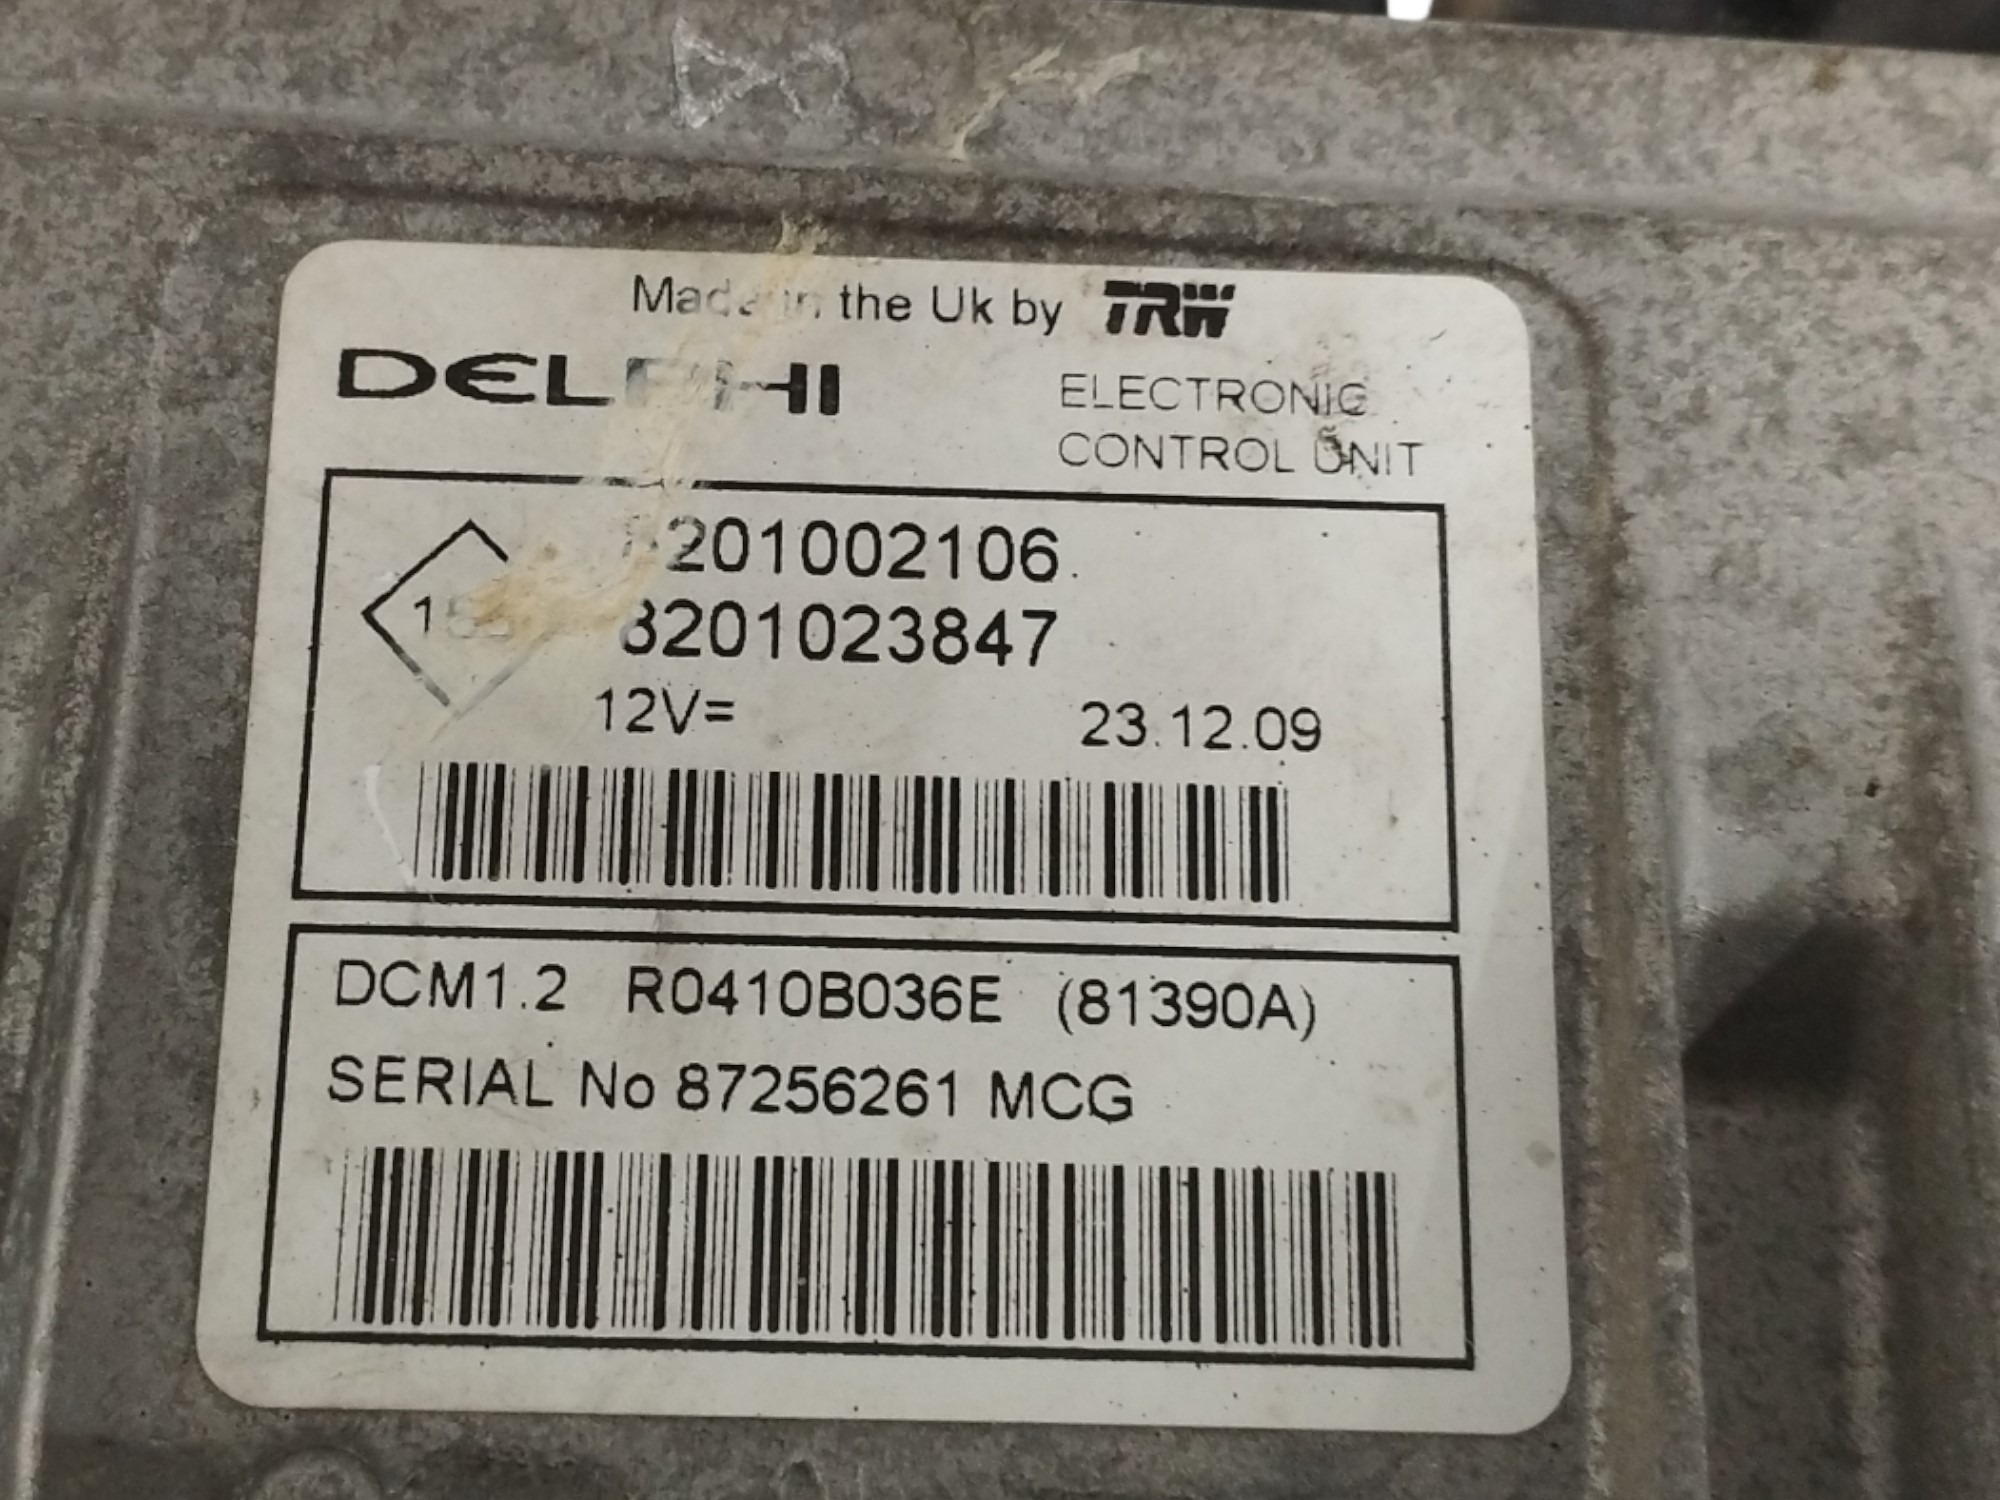 Made in the Uk by TRW
DELPHI
ELECTRONIC
CONTROL UNIT
8201002106
8201023847
12V=
23.12.09
DCM1.2 R0410B036E (81390A)
SERIAL No 87256261 MCG